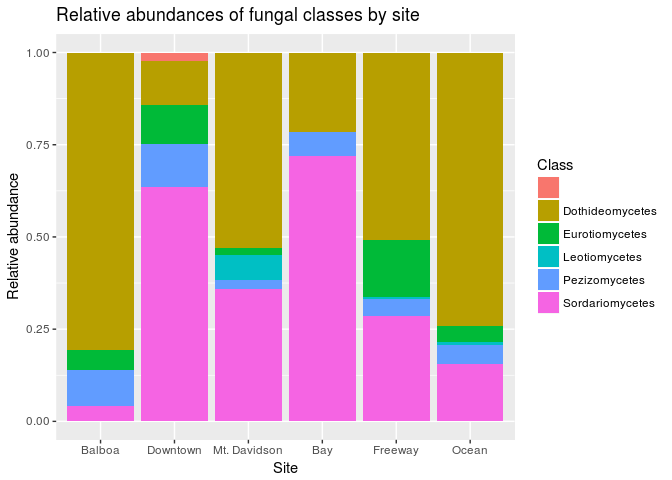 Relative abundances of fungal classes by site
Relative abundance
1.00
0.75
0.50
0.25
0.00
Balboa Downtown Mt. Davidson Bay Freeway Ocean
Site
Class
Dothideomycetes
Eurotiomycetes
Leotiomycetes
Pezizomycetes
Sordariomycetes